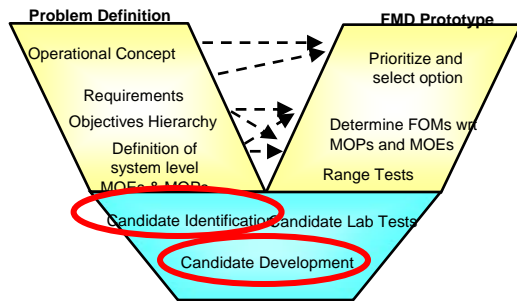 Problem Definition
EMD Prototype
Operational Concept
Requirements
Objectives Hierarchy
Definition of
system level
MOEs & MOPs
Prioritize and
select option
Determine FOMs wrt
MOPs and MOEs
Range Tests
Candidate Identification
Candidate Lab Tests
Candidate Development